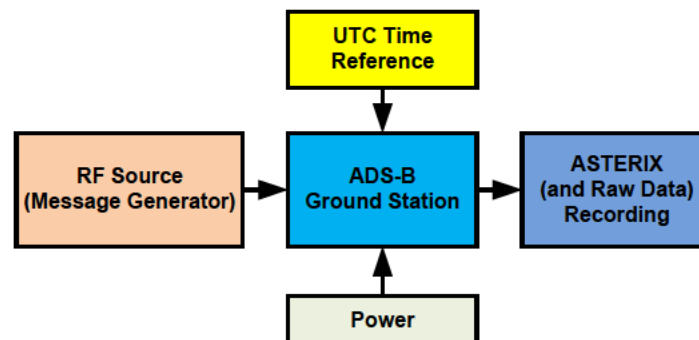 UTC Time
Reference
RF Source
(Message Generator)
ADS-B
Ground Station
ASTERIX
(and Raw Data)
Recording
Power